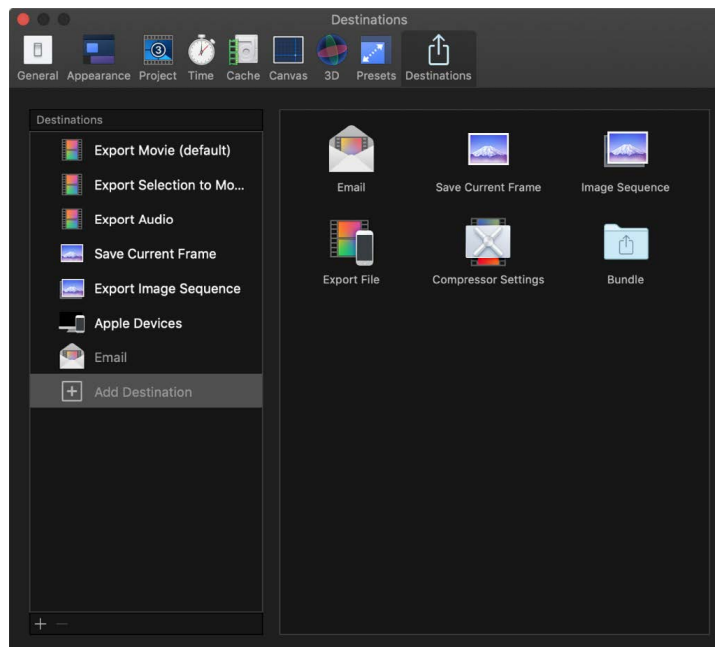 Destinations
General Appearance Project Time Cache Canvas 3D Presets Destinations
Destinations
Export Movie (default)
Export Selection to Mo...
Export Audio
Save Current Frame
Export Image Sequence
Apple Devices
Email
Add Destination
Email Save Current Frame Image Sequence
Export File Compressor Settings Bundle